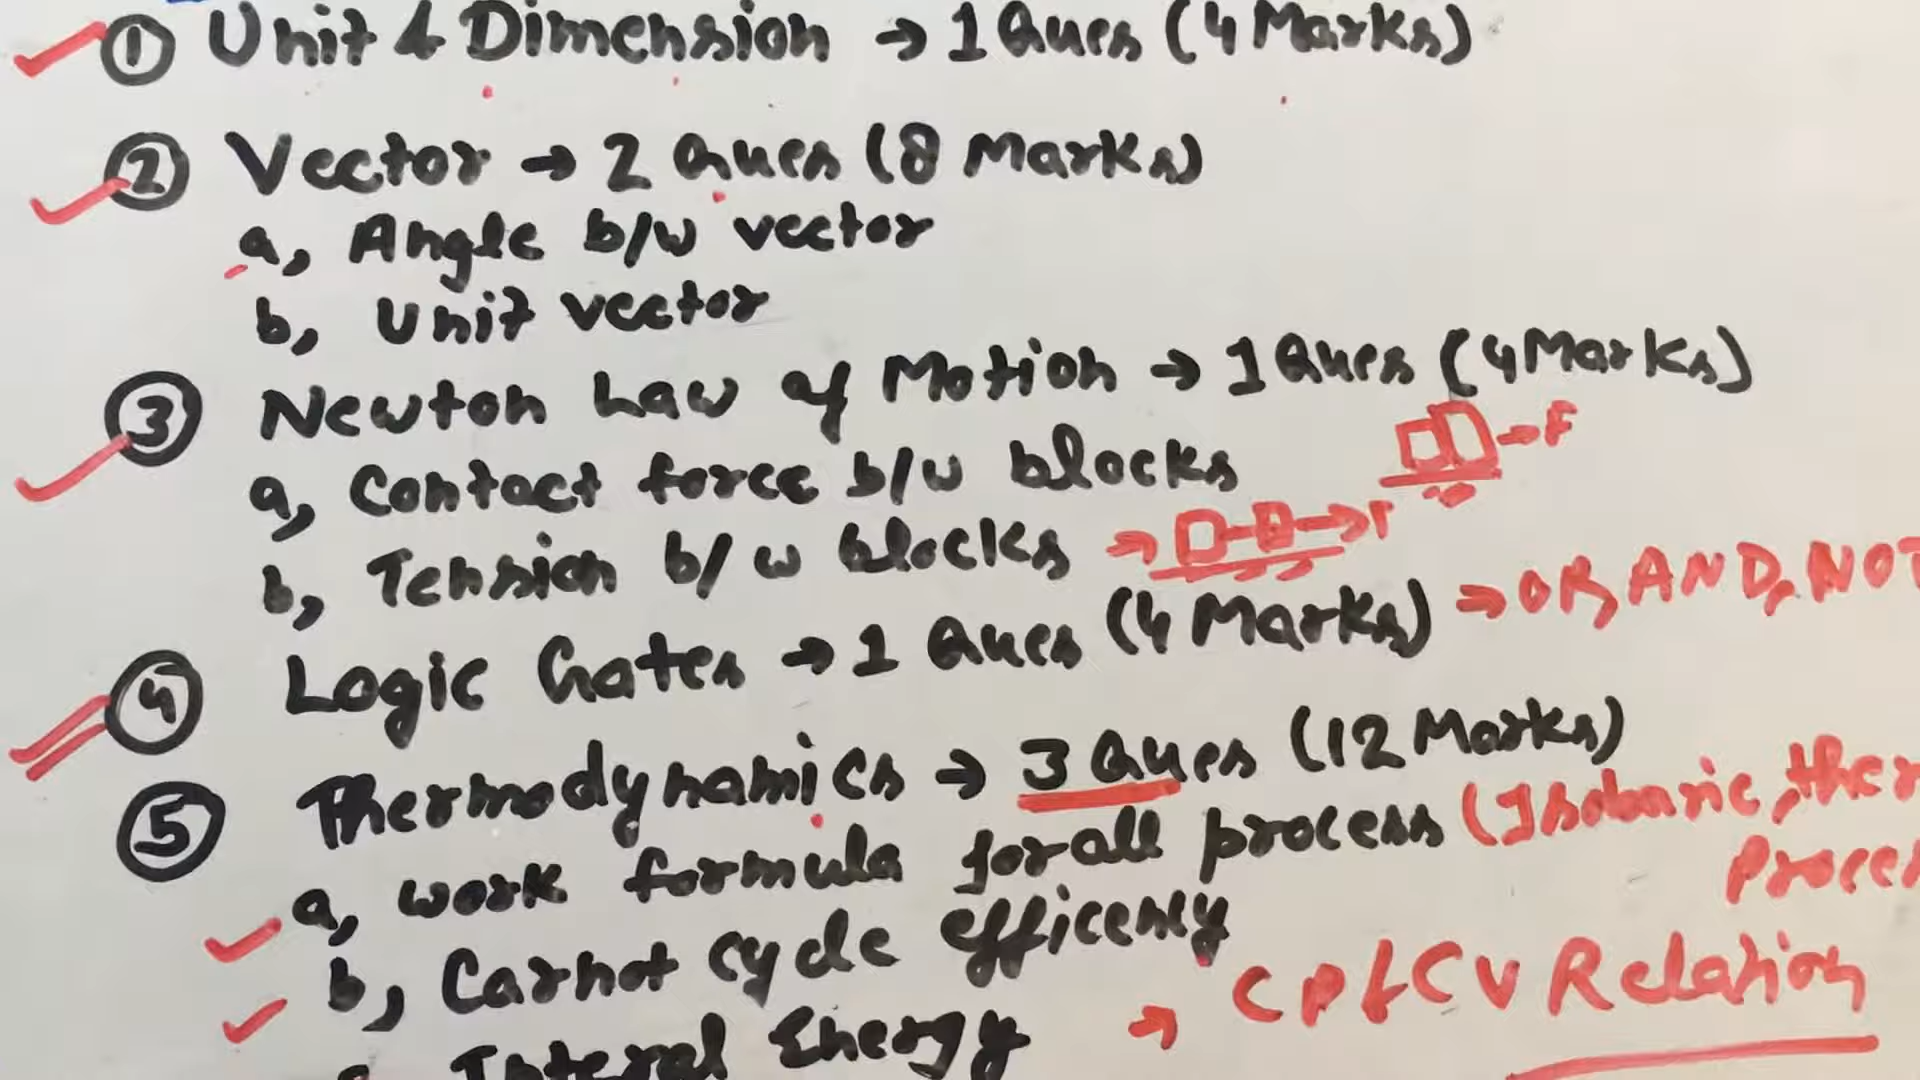 ① Unit & Dimension → 1 Ques (4 Marks)
② Vector → 2 Ques (8 Marks)
a, Angle b/w vector
b, Unit vector
③ Newton Law of Motion → 1 Ques (4 Marks)
a, Contact force b/w blocks → F
b, Tension b/w blocks → → F
④ Logic Gates → 1 Ques (4 Marks) → OR, AND, NOT
⑤ Thermodynamics → 3 Ques (12 Marks)
a, work formula for all process (Isobaric, ther
Proces
b, Carnot cycle efficency
Interal Energy → CP & CV Relation